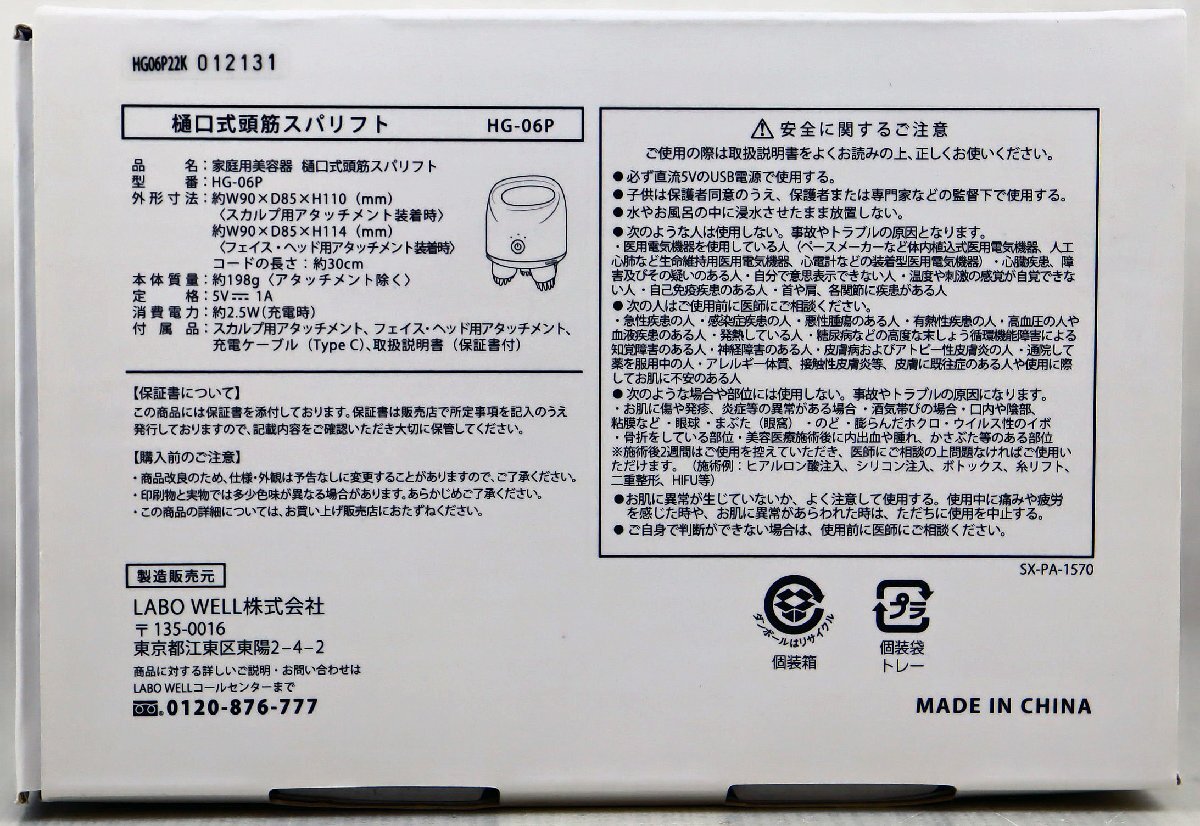 HG06P22K 012131
樋口式頭筋スパリフト HG-06P
品 名：家庭用美容器 樋口式頭筋スパリフト
型 番：HG-06P
外形寸法：約W90×D85×H110（mm）
〈スカルプ用アタッチメント装着時〉
約W90×D85×H114（mm）
〈フェイス・ヘッド用アタッチメント装着時〉
コードの長さ：約30cm
本体質量：約198g〈アタッチメント除く〉
定 格：5V⎓1A
消費電力：約2.5W（充電時）
付 属 品：スカルプ用アタッチメント、フェイス・ヘッド用アタッチメント、
充電ケーブル（Type C）、取扱説明書（保証書付）
【保証書について】
この商品には保証書を添付しております。保証書は販売店で所定事項を記入のうえ
発行しておりますので、記載内容をご確認いただき大切に保管してください。
【購入前のご注意】
・商品改良のため、仕様・外観は予告なしに変更することがありますので、ご了承ください。
・印刷物と実物では多少色味が異なる場合があります。あらかじめご了承ください。
・この商品の詳細については、お買い上げ販売店におたずねください。
製造販売元
LABO WELL株式会社
〒135-0016
東京都江東区東陽2-4-2
商品に対する詳しいご説明・お問い合わせは
LABO WELLコールセンターまで
0120-876-777
⚠安全に関するご注意
ご使用の際は取扱説明書をよくお読みの上、正しくお使いください。
●必ず直流5VのUSB電源で使用する。
●子供は保護者同意のうえ、保護者または専門家などの監督下で使用する。
●水やお風呂の中に浸水させたまま放置しない。
●次のような人は使用しない。事故やトラブルの原因となります。
・医用電気機器を使用している人（ペースメーカーなど体内植込式医用電気機器、人工
心肺など生命維持用医用電気機器、心電計などの装着型医用電気機器）・心臓疾患、障
害及びその疑いのある人・自分で意思表示できない人・温度や刺激の感覚が自覚できな
い人・自己免疫疾患のある人・首や肩、各関節に疾患がある人
●次の人はご使用前に医師にご相談ください。
・急性疾患の人・感染症疾患の人・悪性腫瘍のある人・有熱性疾患の人・高血圧の人や
血液疾患のある人・発熱している人・糖尿病などの高度な末しょう循環機能障害による
知覚障害のある人・神経障害のある人・皮膚病およびアトピー性皮膚炎の人・通院して
薬を服用中の人・アレルギー体質、接触性皮膚炎等、皮膚に既往症のある人や使用に際
してお肌に不安のある人
●次のような場合や部位には使用しない。事故やトラブルの原因になります。
・お肌に傷や発疹、炎症等の異常がある場合・酒気帯びの場合・口内や陰部、
粘膜など・眼球・まぶた（眼窩）・のど・膨らんだホクロ・ウイルス性のイボ
・骨折をしている部位・美容医療施術後に内出血や腫れ、かさぶた等のある部位
※施術後2週間はご使用を控えていただき、医師にご相談の上問題なければご使用い
ただけます。（施術例：ヒアルロン酸注入、シリコン注入、ボトックス、糸リフト、
二重整形、HIFU等）
●お肌に異常が生じていないか、よく注意して使用する。使用中に痛みや疲労
を感じた時や、お肌に異常があらわれた時は、ただちに使用を中止する。
●ご自身で判断ができない場合は、使用前に医師にご相談ください。
SX-PA-1570
ダンボールはリサイクル
個装箱
プラ
個装袋
トレー
MADE IN CHINA